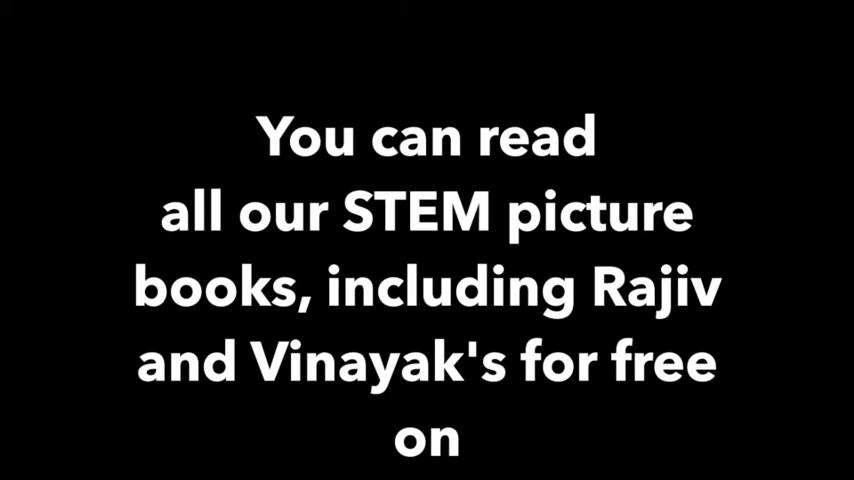 You can read
all our STEM picture
books, including Rajiv
and Vinayak's for free
on